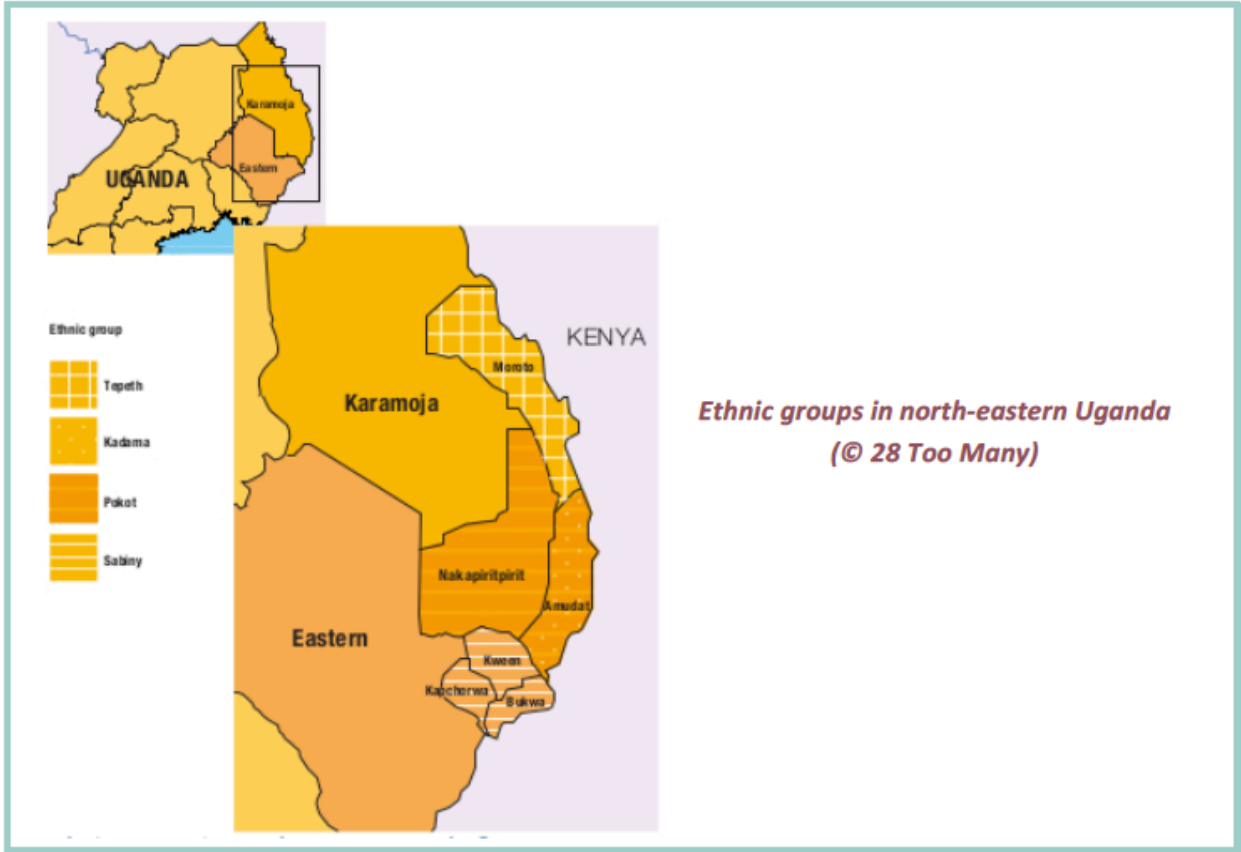 Karamoja
Eastern
UGANDA
Ethnic group
Tepeth
Kadama
Pokot
Sabiny
KENYA
Moroto
Karamoja
Nakapiritpirit
Amudat
Eastern
Kween
Kapcherwa
Bukwa
Ethnic groups in north-eastern Uganda
(© 28 Too Many)